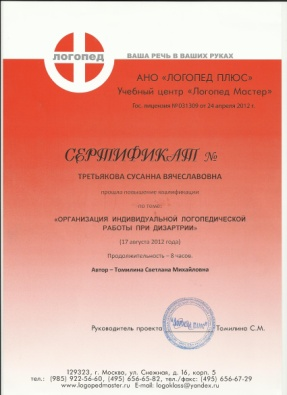 логопед
ВАША РЕЧЬ В ВАШИХ РУКАХ
АНО «ЛОГОПЕД ПЛЮС»
Учебный центр «Логопед Мастер»
Гос. лицензия №031309 от 24 апреля 2012 г.
СЕРТИФИКАТ №
ТРЕТЬЯКОВА СУСАННА ВЯЧЕСЛАВОВНА
прошла повышение квалификации
по теме:
«ОРГАНИЗАЦИЯ ИНДИВИДУАЛЬНОЙ ЛОГОПЕДИЧЕСКОЙ
РАБОТЫ ПРИ ДИЗАРТРИИ»
(17 августа 2012 года)
Продолжительность – 8 часов.
Автор – Томилина Светлана Михайловна
Руководитель проекта Томилина С.М.
129323, г. Москва, ул. Снежное, д. 16, корп. 5
тел.: (985) 922-56-60, (495) 656-65-82, тел./факс: (495) 656-67-29
www.logopedmaster.ru E-mail: logoklass@yandex.ru